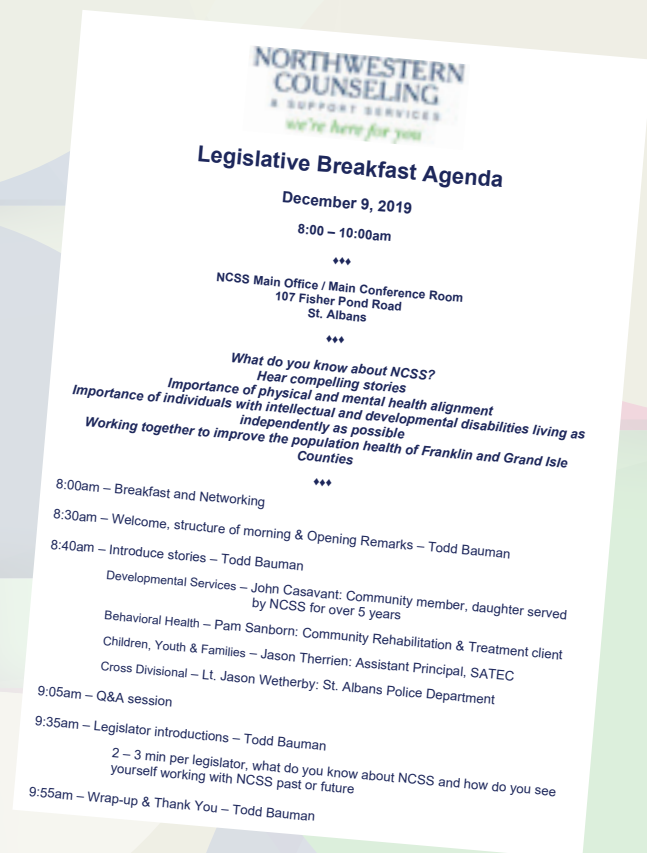 NORTHWESTERN
COUNSELING
& SUPPORT SERVICES
we're here for you
Legislative Breakfast Agenda
December 9, 2019
8:00 – 10:00am
♦♦♦
NCSS Main Office / Main Conference Room
107 Fisher Pond Road
St. Albans
♦♦♦
What do you know about NCSS?
Hear compelling stories
Importance of physical and mental health alignment
Importance of individuals with intellectual and developmental disabilities living as
independently as possible
Working together to improve the population health of Franklin and Grand Isle
Counties
♦♦♦
8:00am – Breakfast and Networking
8:30am – Welcome, structure of morning & Opening Remarks – Todd Bauman
8:40am – Introduce stories – Todd Bauman
Developmental Services – John Casavant: Community member, daughter served
by NCSS for over 5 years
Behavioral Health – Pam Sanborn: Community Rehabilitation & Treatment client
Children, Youth & Families – Jason Therrien: Assistant Principal, SATEC
Cross Divisional – Lt. Jason Wetherby: St. Albans Police Department
9:05am – Q&A session
9:35am – Legislator introductions – Todd Bauman
2 – 3 min per legislator, what do you know about NCSS and how do you see
yourself working with NCSS past or future
9:55am – Wrap-up & Thank You – Todd Bauman